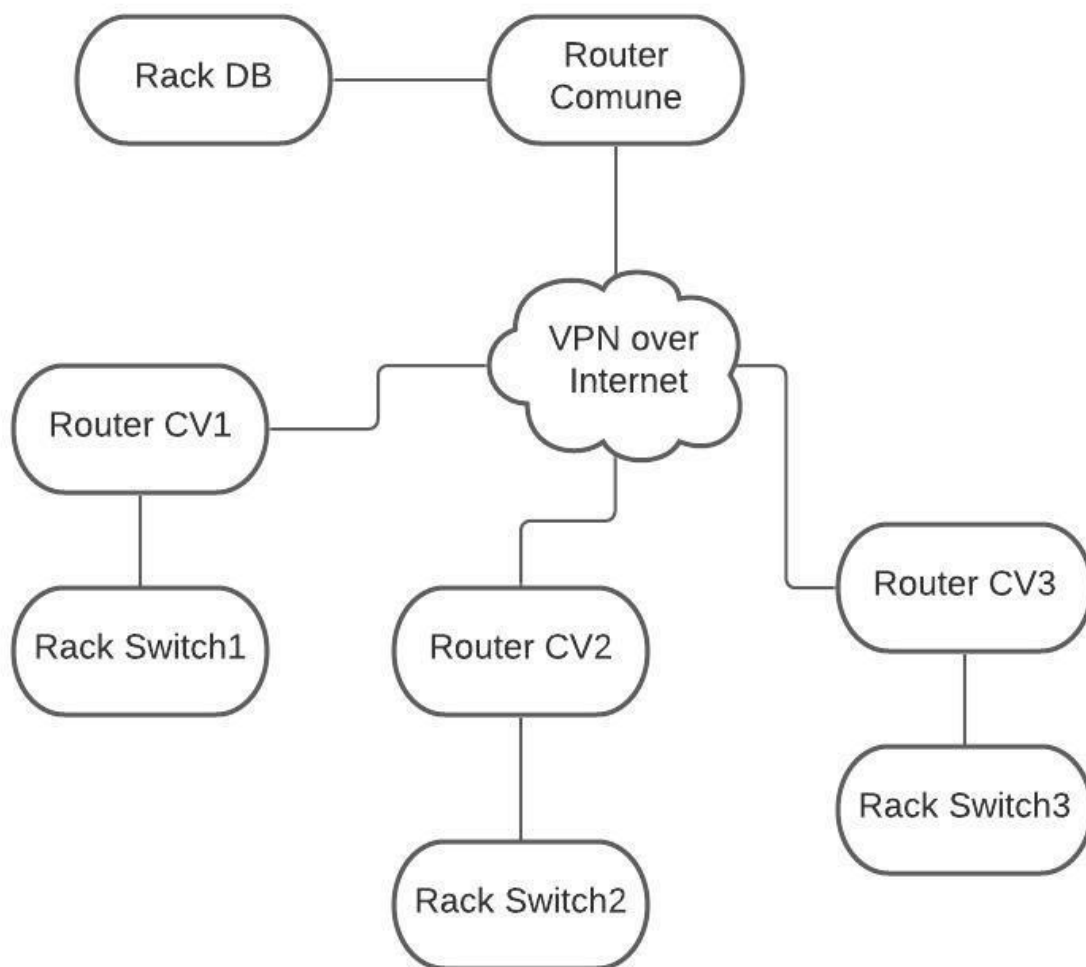 Rack DB
Router
Comune
VPN over
Internet
Router CV1
Rack Switch1
Router CV2
Rack Switch2
Router CV3
Rack Switch3